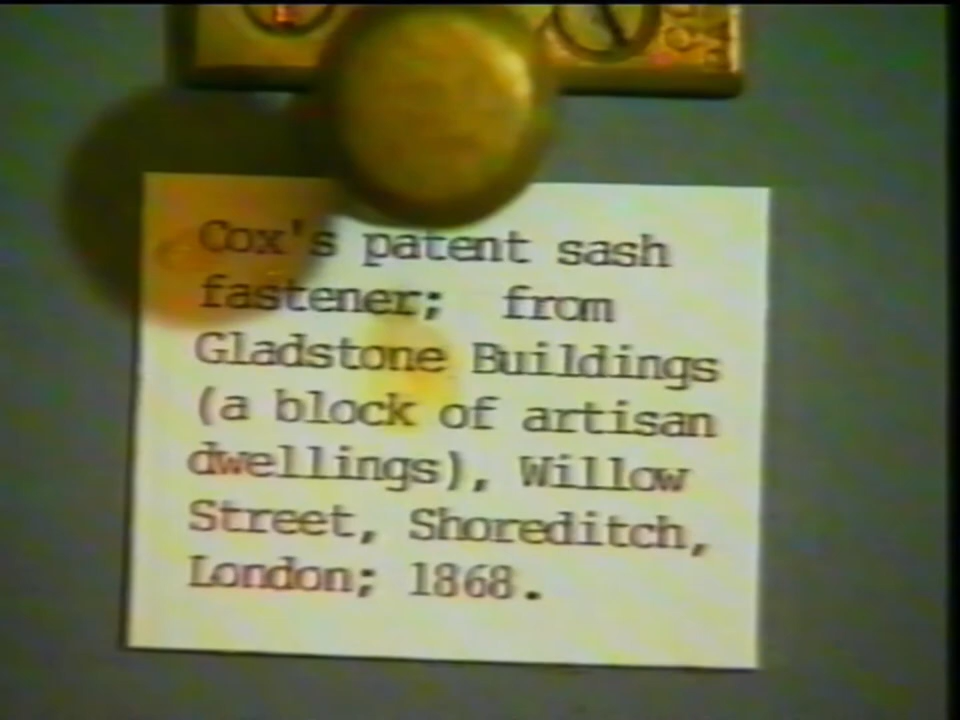 Cox's patent sash
fastener; from
Gladstone Buildings
(a block of artisan
dwellings), Willow
Street, Shoreditch,
London; 1868.